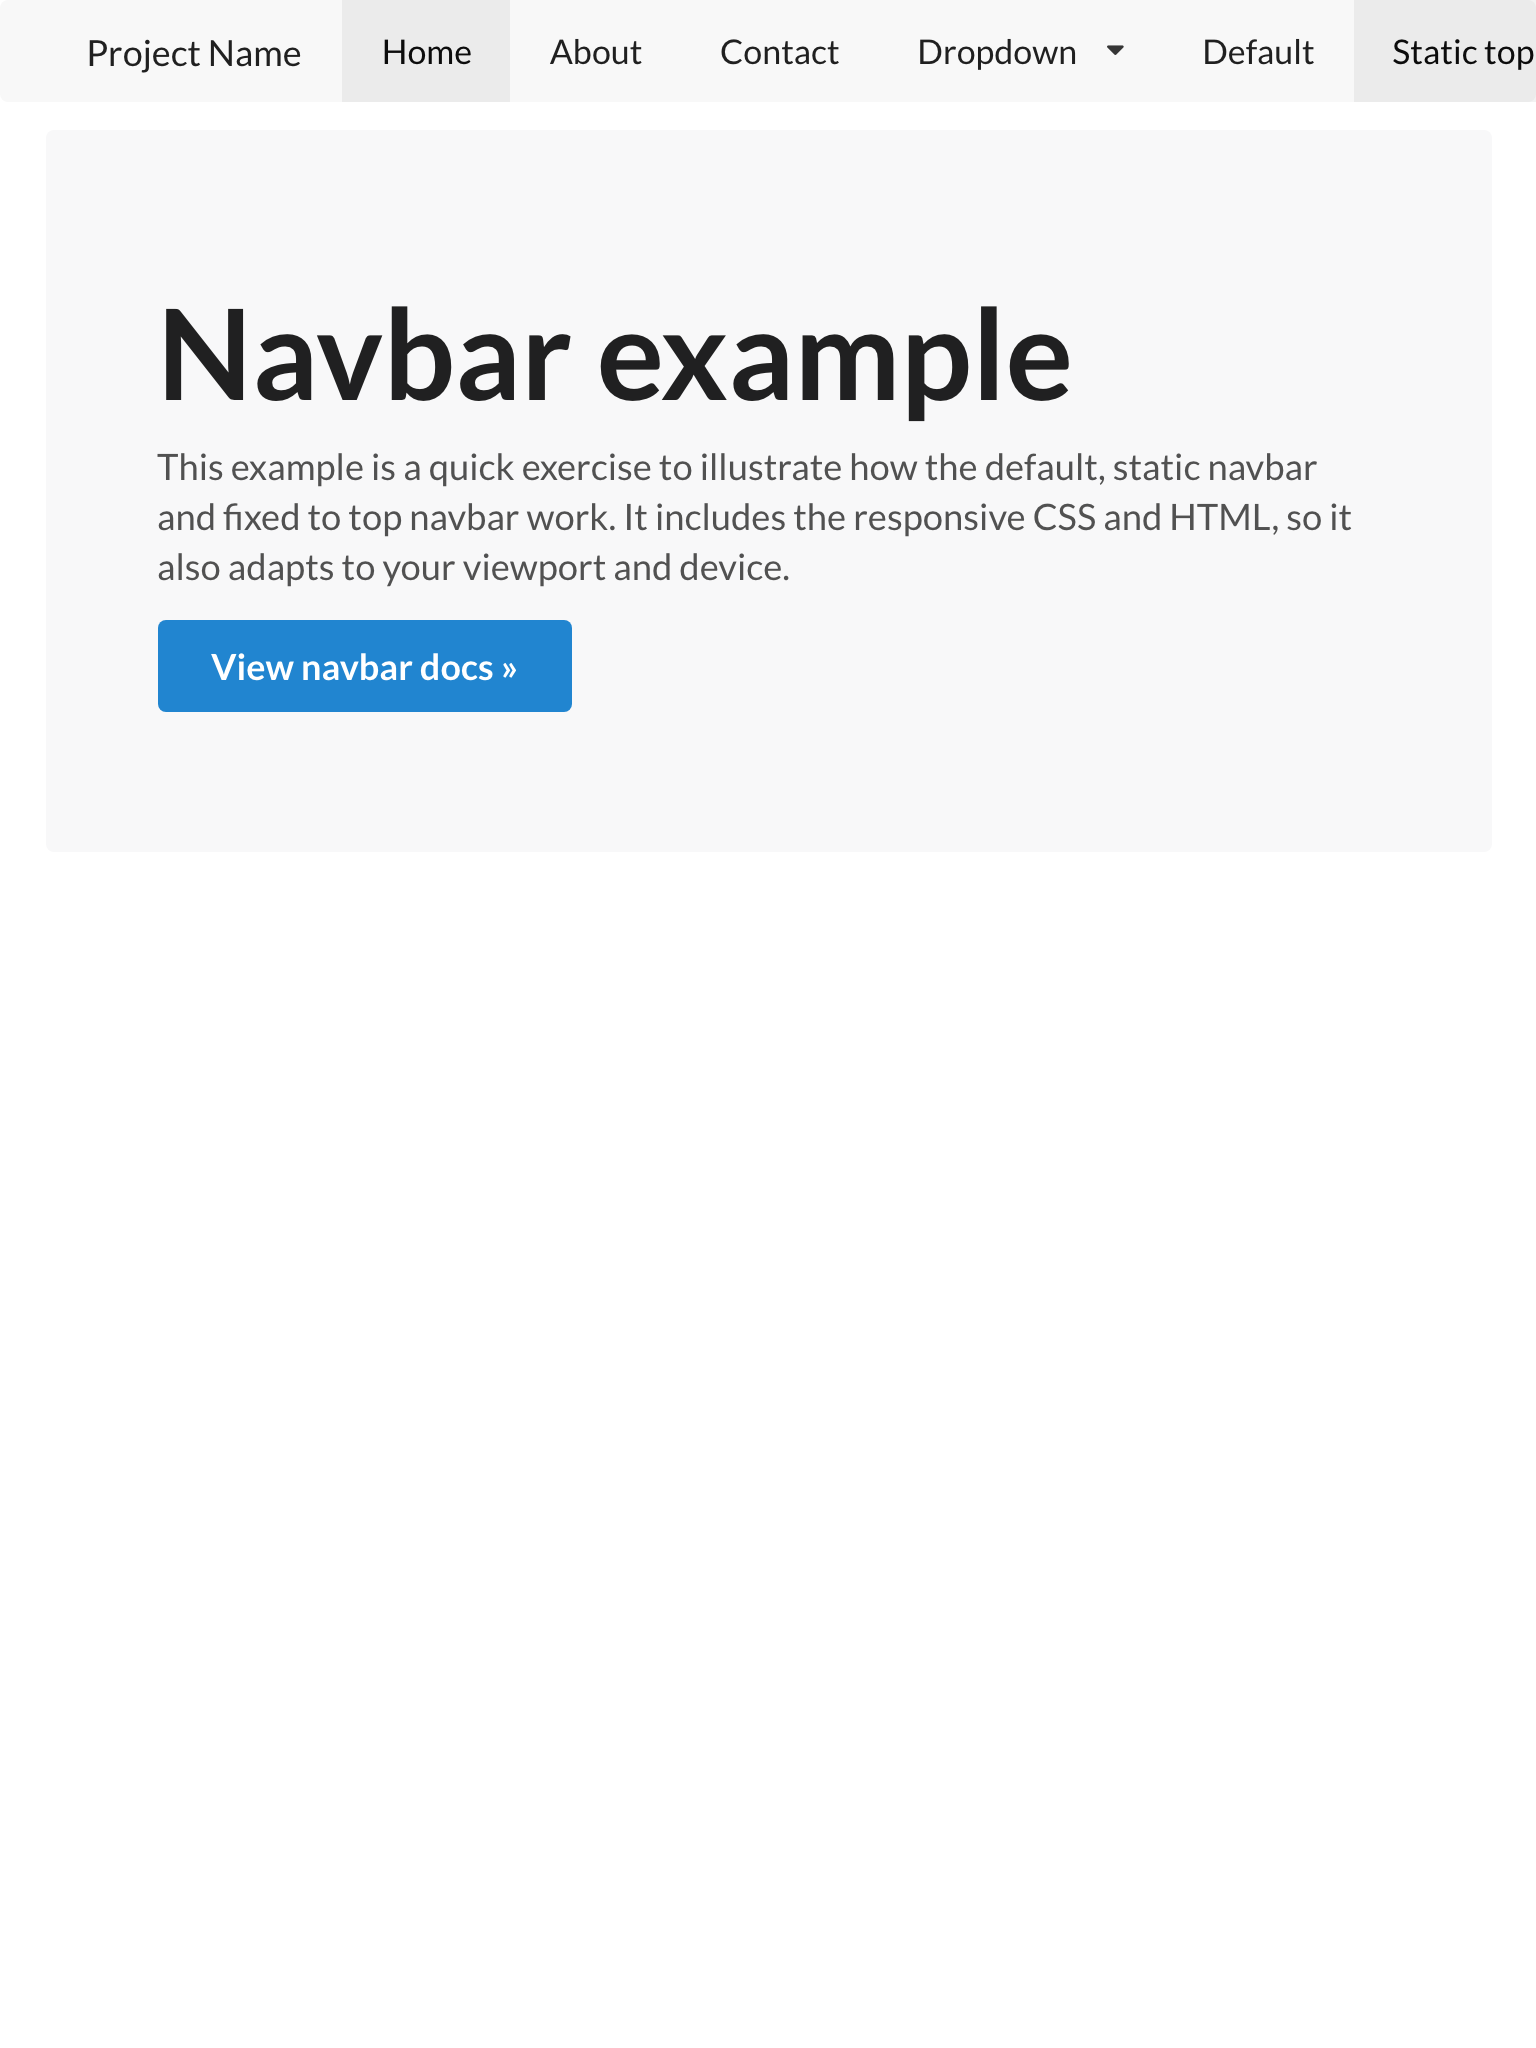 Project Name Home About Contact Dropdown Default Static top
Navbar example
This example is a quick exercise to illustrate how the default, static navbar
and fixed to top navbar work. It includes the responsive CSS and HTML, so it
also adapts to your viewport and device.
View navbar docs »